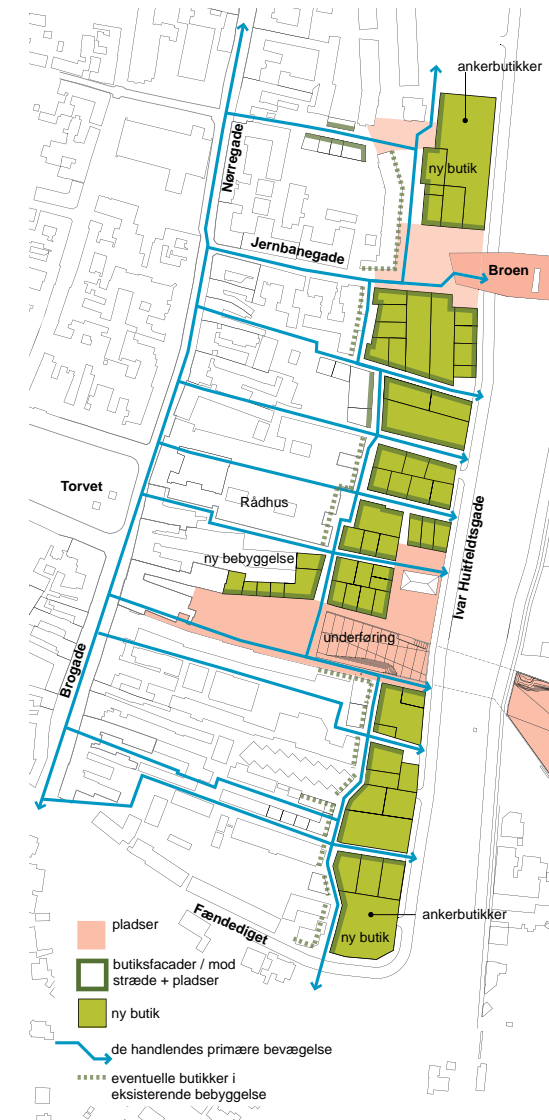 ankerbutikker
Nørregade
ny butik
Jernbanegade
Broen
Torvet
Rådhus
Ivar Huitfeldtsgade
ny bebyggelse
underføring
Brogade
Fændediget
ankerbutikker
ny butik
pladser
butiksfacader / mod
stræde + pladser
ny butik
de handlendes primære bevægelse
eventuelle butikker i
eksisterende bebyggelse